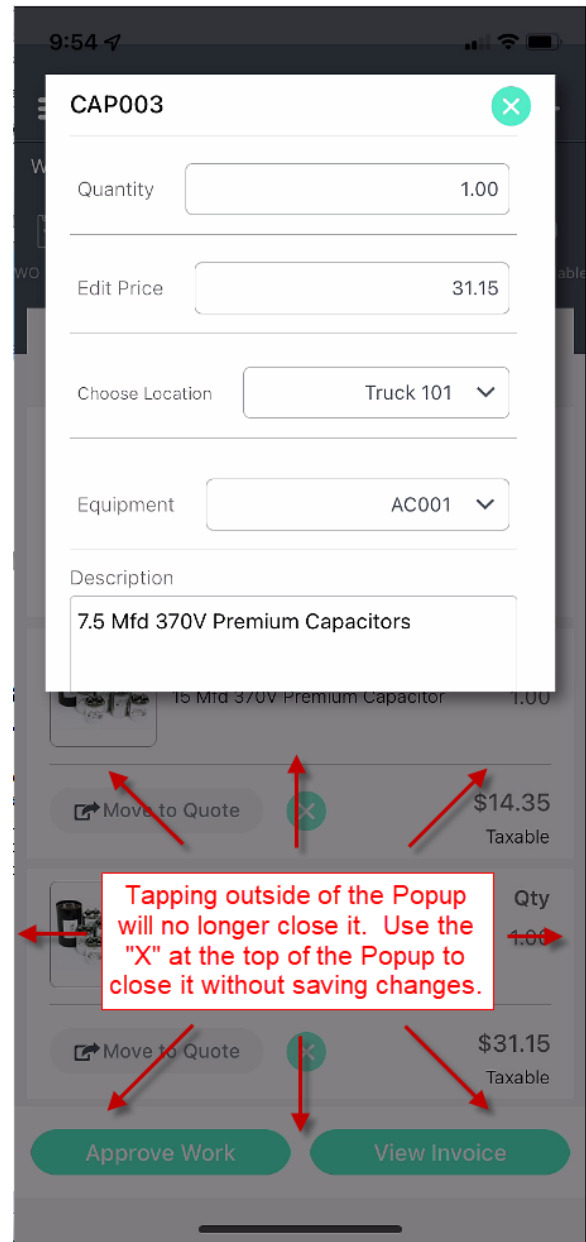 9:54
CAP003
W
Quantity 1.00
WO able
Edit Price 31.15
Choose Location Truck 101
Equipment AC001
Description
7.5 Mfd 370V Premium Capacitors
15 Mfd 370V Premium Capacitor 1.00
Move to Quote $14.35
Taxable
Tapping outside of the Popup
will no longer close it. Use the
"X" at the top of the Popup to
close it without saving changes.
Qty
1.00
Move to Quote $31.15
Taxable
Approve Work View Invoice